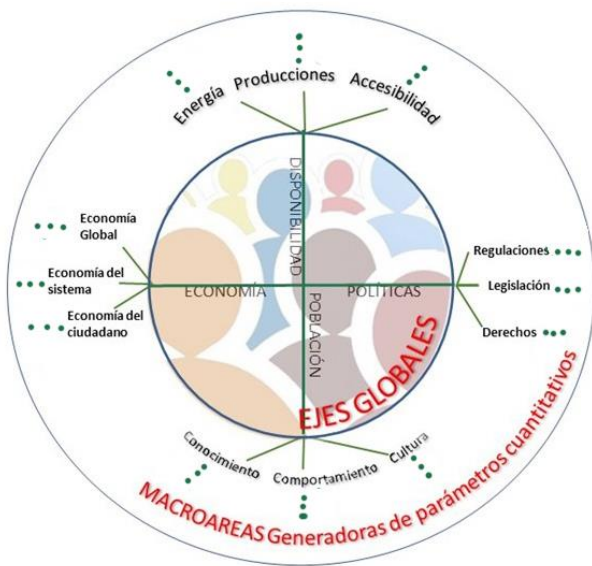 Energía Producciones Accesibilidad
DISPONIBILIDAD
Economía
Global
Economía del
sistema
Economía del
ciudadano
ECONOMÍA
POLÍTICAS
Regulaciones
Legislación
Derechos
POBLACIÓN
EJES GLOBALES
Conocimiento Comportamiento Cultura
MACROAREAS Generadoras de parámetros cuantitativos